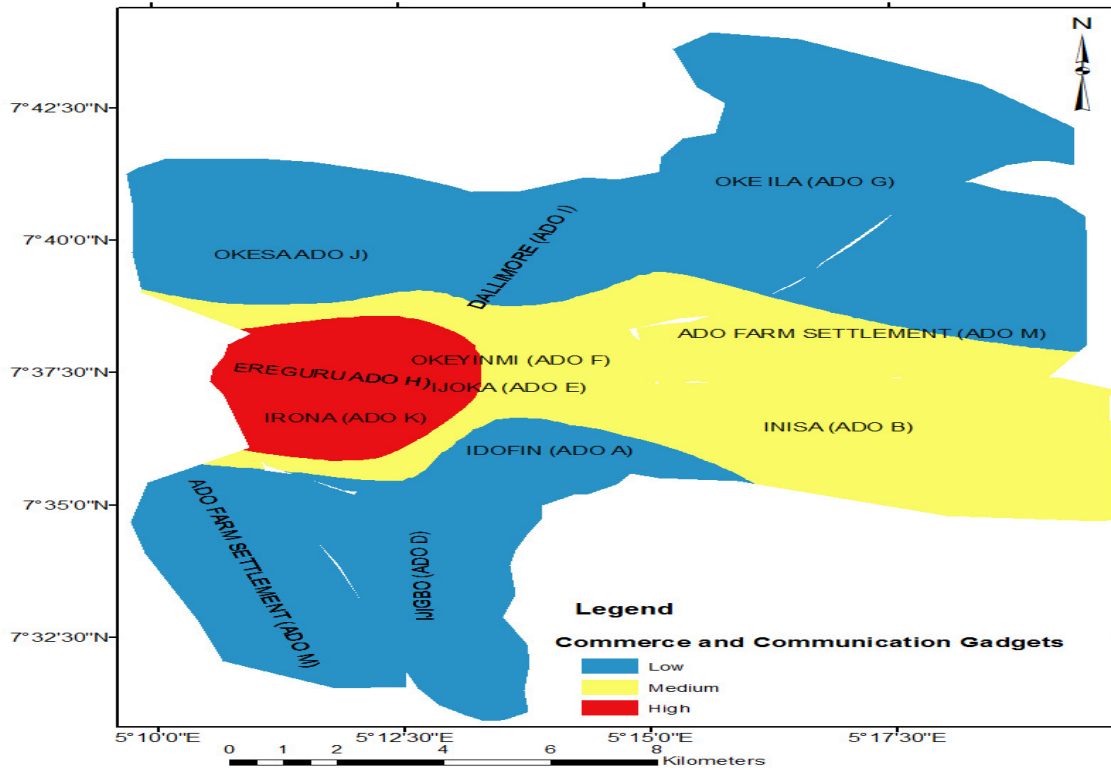 N
7°42'30"N
OKE ILA (ADO G)
DALLIMORE (ADO I)
7°40'0"N
OKESA ADO J)
ADO FARM SETTLEMENT (ADO M)
OKEYINMI (ADO F)
7°37'30"N
EREGURU ADO H)
IJOKA (ADO E)
IRONA (ADO K)
INISA (ADO B)
IDOFIN (ADO A)
7°35'0"N
ADO FARM SETTLEMENT (ADO M)
IJIGBO (ADO D)
7°32'30"N
Legend
Commerce and Communication Gadgets
Low
Medium
High
5°10'0"E 5°12'30"E 5°15'0"E 5°17'30"E
0 1 2 4 6 8
Kilometers